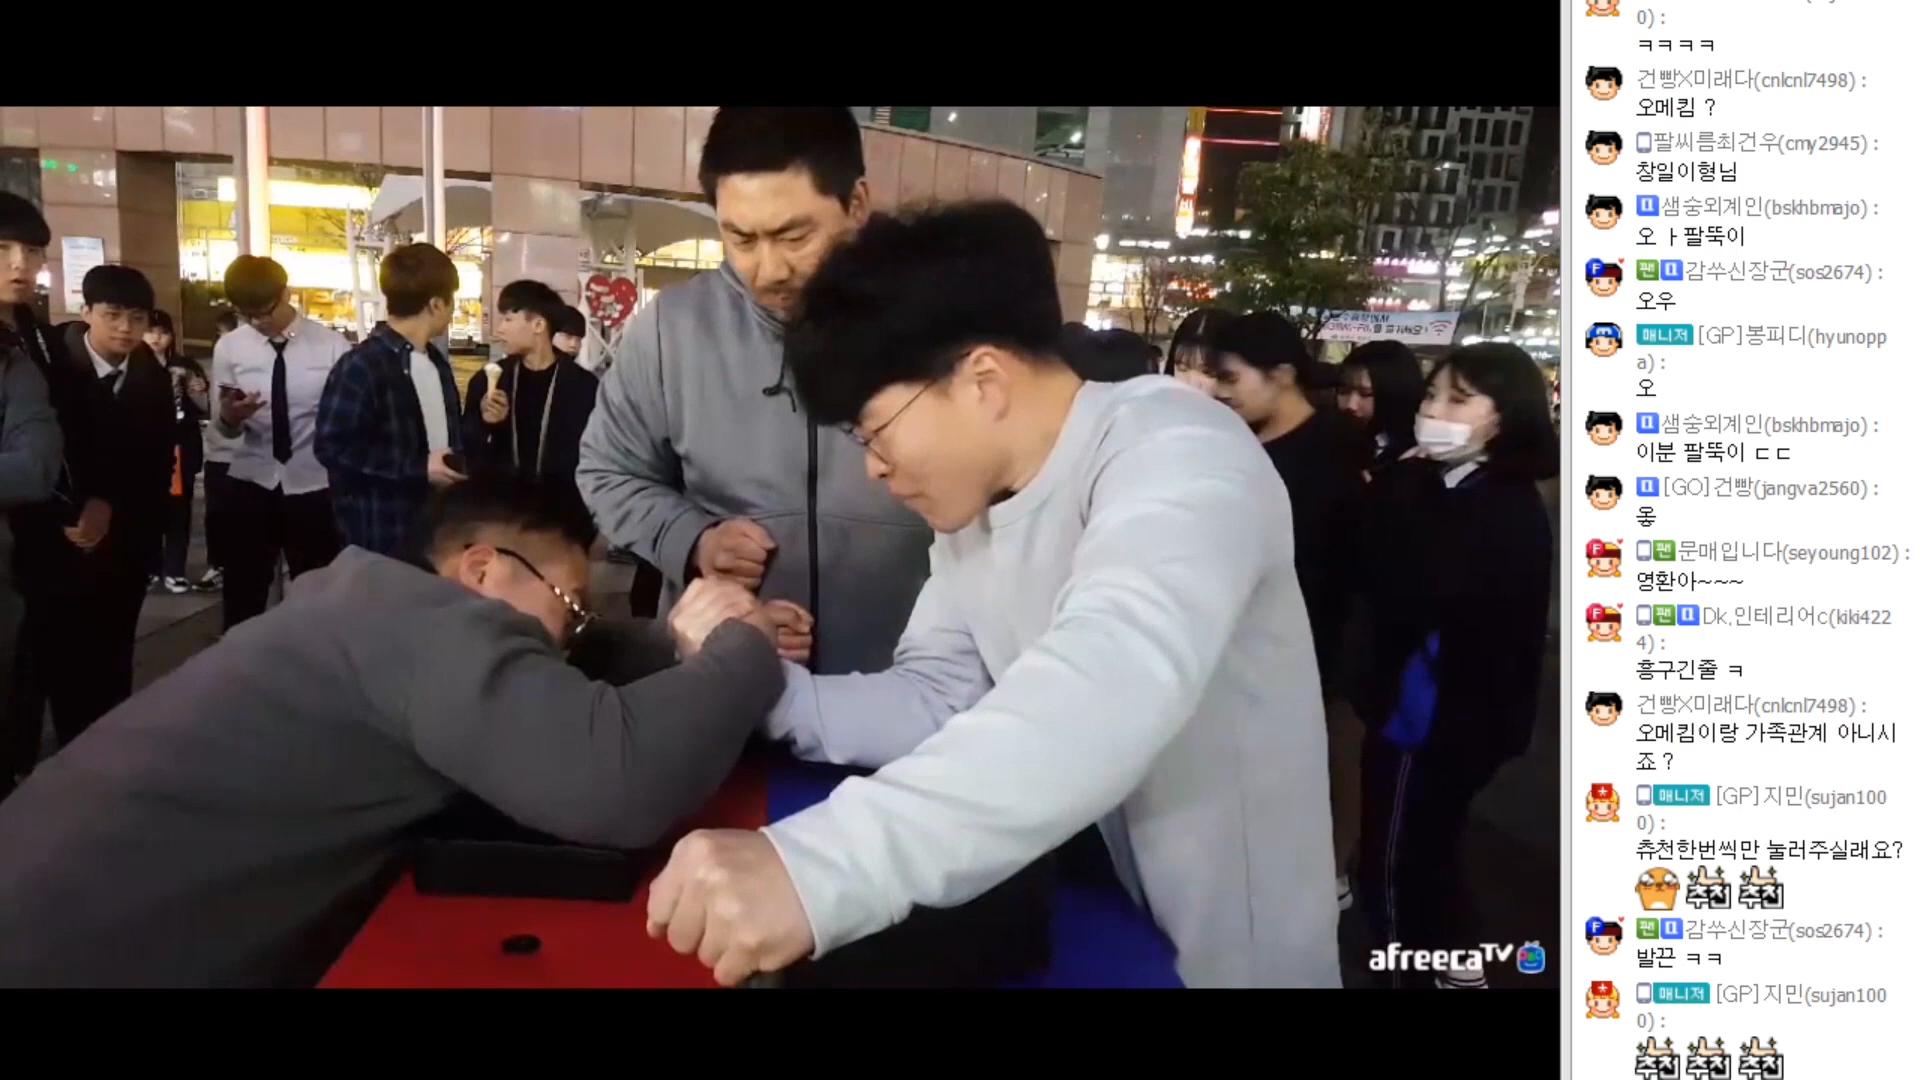 0) :
ㅋㅋㅋㅋ
건빵X미래다(cnlcnl7498) :
오메킴 ?
팔씨름최건우(cmy2945) :
창일이형님
샘숭외계인(bskhbmajo) :
오 ㅏ 팔뚝이
팬 감쑤신장군(sos2674) :
오우
매니저 [GP]봉피디(hyunopp
a) :
오
샘숭외계인(bskhbmajo) :
이분 팔뚝이 ㄷㄷ
[GO]건빵(jangva2560) :
옿
팬 문매입니다(seyoung102) :
영환아~~~
팬 Dk.인테리어c(kiki422
4) :
흥구긴줄 ㅋ
건빵X미래다(cnlcnl7498) :
오메킴이랑 가족관계 아니시
죠 ?
매니저 [GP]지민(sujan100
0) :
츄천한번씩만 눌러주실래요?
추천 추천
팬 감쑤신장군(sos2674) :
발끈 ㅋㅋ
매니저 [GP]지민(sujan100
0) :
추천 추천 추천
afreecaTV